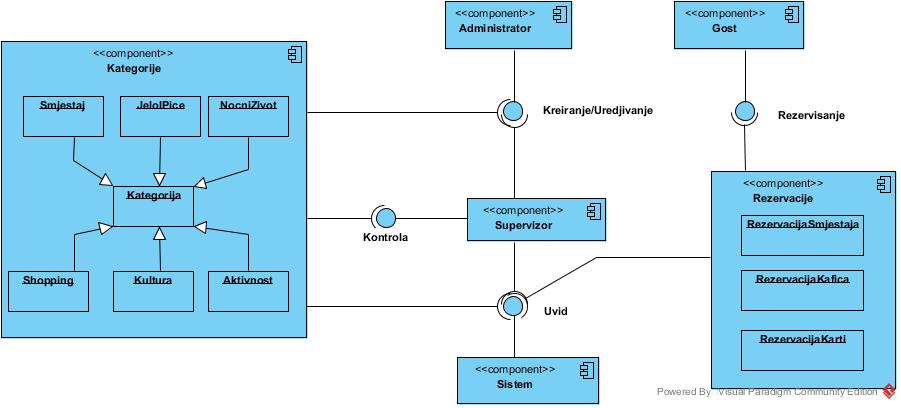 <<component>>
Administrator
<<component>>
Gost
<<component>>
Kategorije
Smjestaj
JeloIPice
NocniZivot
Kategorija
Shopping
Kultura
Aktivnost
Kreiranje/Uredjivanje
Rezervisanje
Kontrola
<<component>>
Supervizor
<<component>>
Rezervacije
RezervacijaSmjestaja
RezervacijaKafica
RezervacijaKarti
Uvid
<<component>>
Sistem
Powered By Visual Paradigm Community Edition